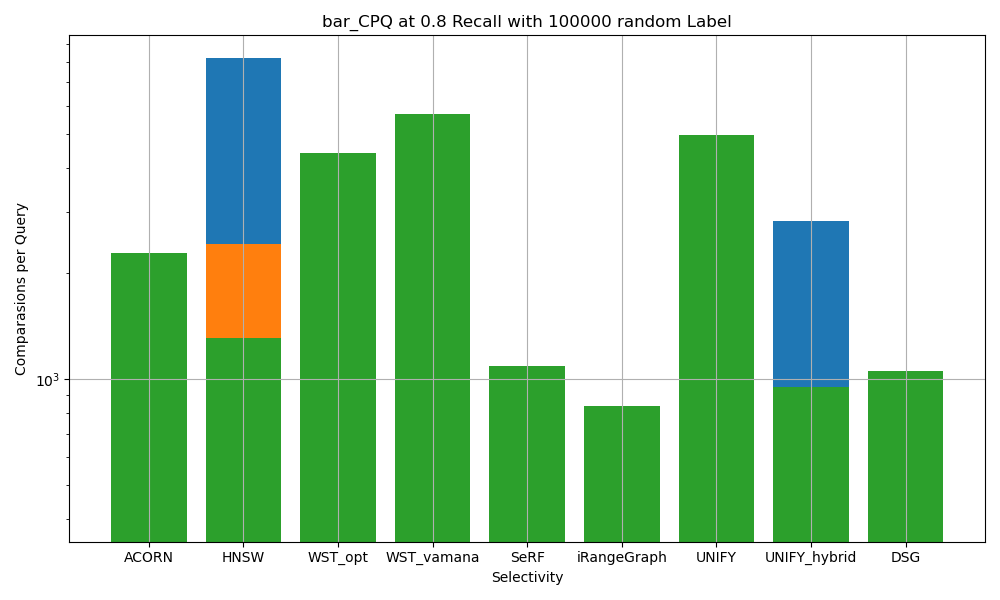 bar_CPQ at 0.8 Recall with 100000 random Label
Comparasions per Query
10³
ACORN HNSW WST_opt WST_vamana SeRF iRangeGraph UNIFY UNIFY_hybrid DSG
Selectivity